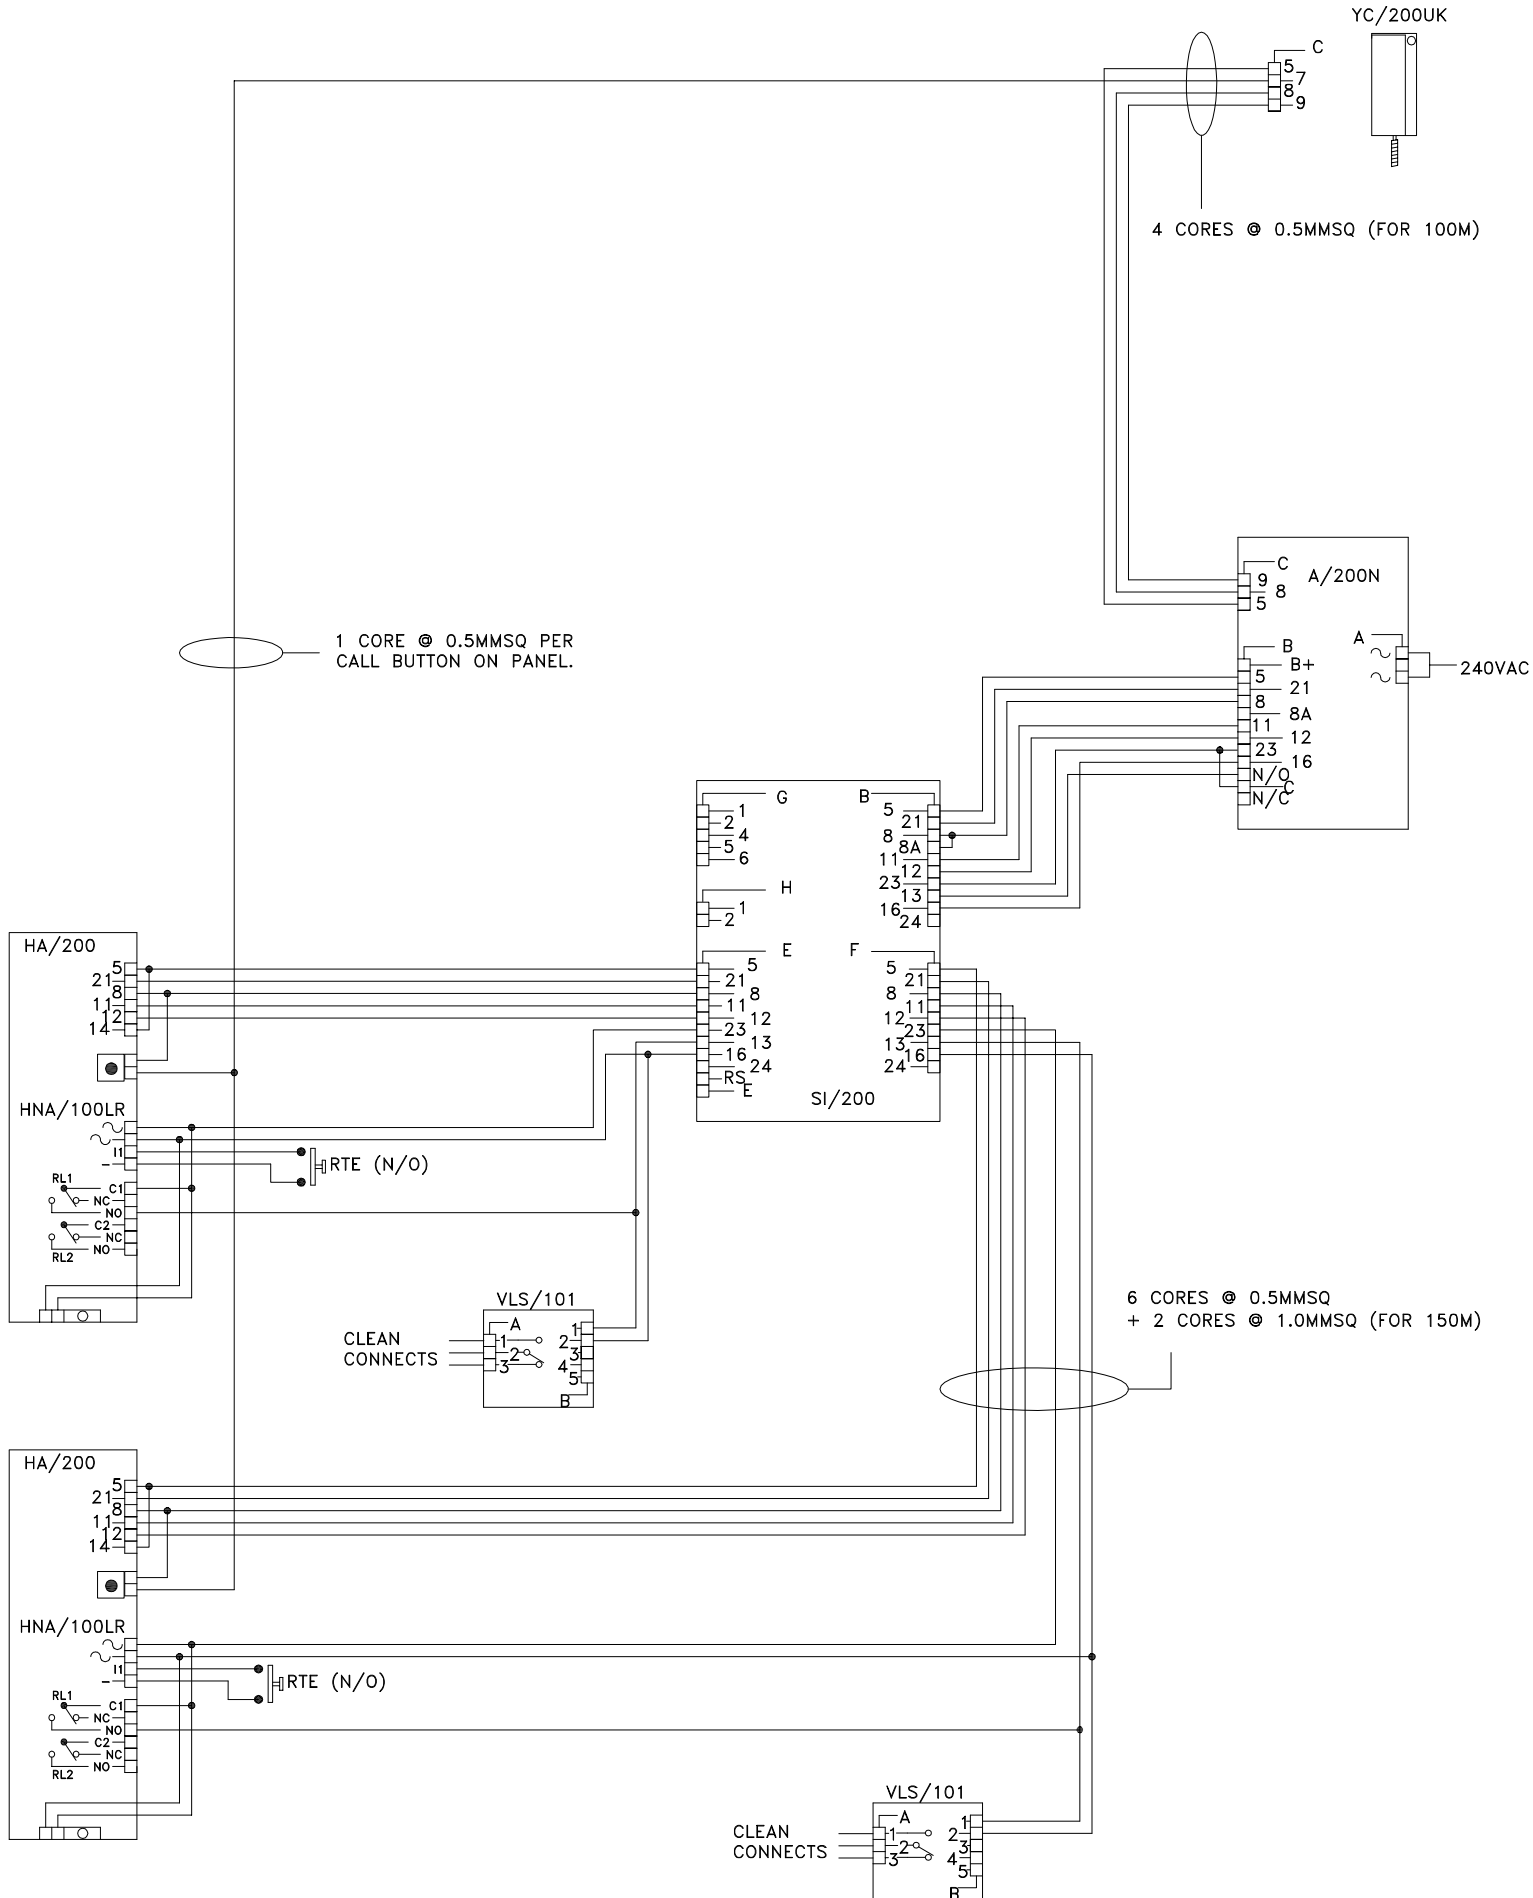 YC/200UK
C
5
7
8
9
4 CORES @ 0.5MMSQ (FOR 100M)
C
9
8
5
A/200N
A
240VAC
B
B+
5
21
8
8A
11
12
23
16
N/O
C
N/C
1 CORE @ 0.5MMSQ PER
CALL BUTTON ON PANEL.
G
1
2
4
5
6
H
1
2
E
5
21
8
11
12
23
13
16
24
RS
E
B
5
21
8
8A
11
12
23
13
16
24
F
5
21
8
11
12
23
13
16
24
SI/200
HA/200
5
21
8
11
12
14
HNA/100LR
I1
–
RL1
C1
NC
NO
C2
NC
NO
RL2
RTE (N/O)
VLS/101
A
1
2
3
1
2
3
4
5
B
CLEAN
CONNECTS
6 CORES @ 0.5MMSQ
+ 2 CORES @ 1.0MMSQ (FOR 150M)
HA/200
5
21
8
11
12
14
HNA/100LR
I1
–
RL1
C1
NC
NO
C2
NC
NO
RL2
RTE (N/O)
VLS/101
A
1
2
3
1
2
3
4
5
B
CLEAN
CONNECTS